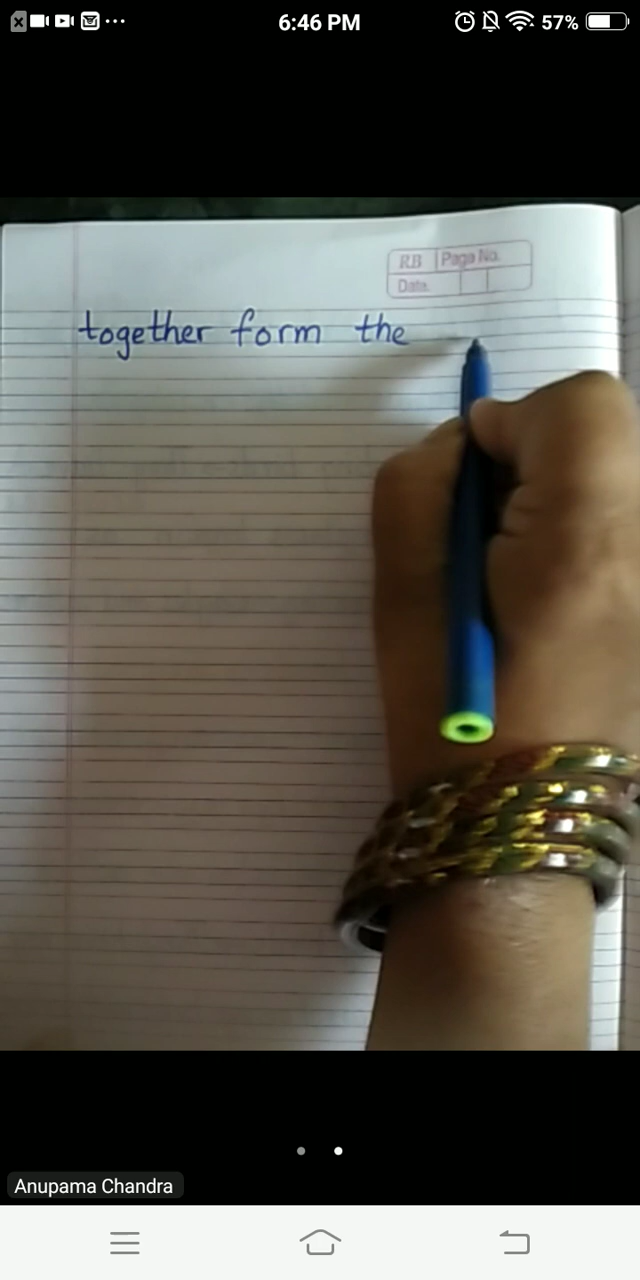 6:46 PM
57%
RB Page No.
Date.
together form the
Anupama Chandra